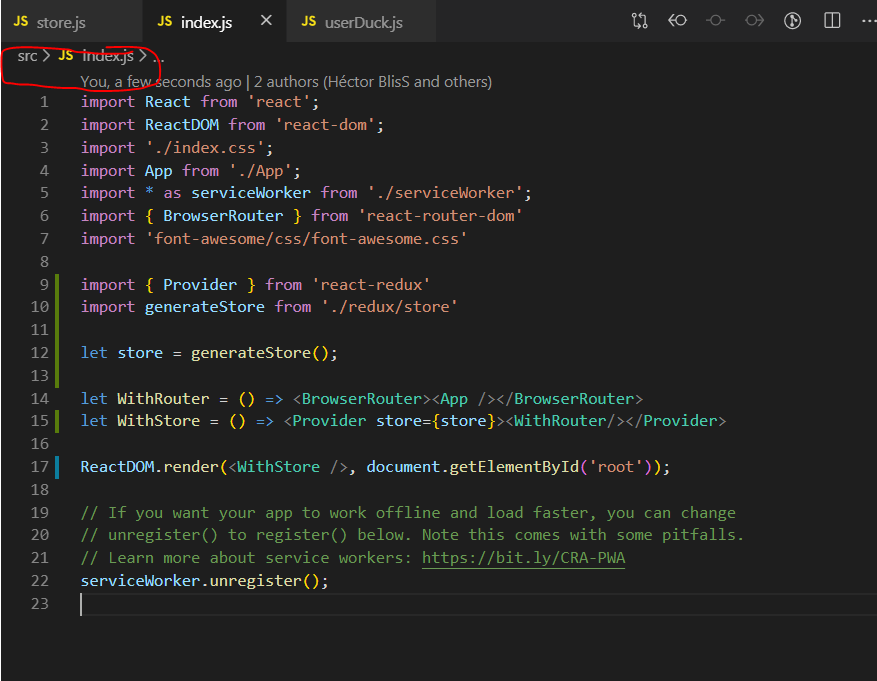 JS store.js JS index.js × JS userDuck.js
src > JS index.js > ...
You, a few seconds ago | 2 authors (Héctor BlisS and others)
1 import React from 'react';
2 import ReactDOM from 'react-dom';
3 import './index.css';
4 import App from './App';
5 import * as serviceWorker from './serviceWorker';
6 import { BrowserRouter } from 'react-router-dom'
7 import 'font-awesome/css/font-awesome.css'
8
9 import { Provider } from 'react-redux'
10 import generateStore from './redux/store'
11
12 let store = generateStore();
13
14 let WithRouter = () => <BrowserRouter><App /></BrowserRouter>
15 let WithStore = () => <Provider store={store}><WithRouter/></Provider>
16
17 ReactDOM.render(<WithStore />, document.getElementById('root'));
18
19 // If you want your app to work offline and load faster, you can change
20 // unregister() to register() below. Note this comes with some pitfalls.
21 // Learn more about service workers: https://bit.ly/CRA-PWA
22 serviceWorker.unregister();
23